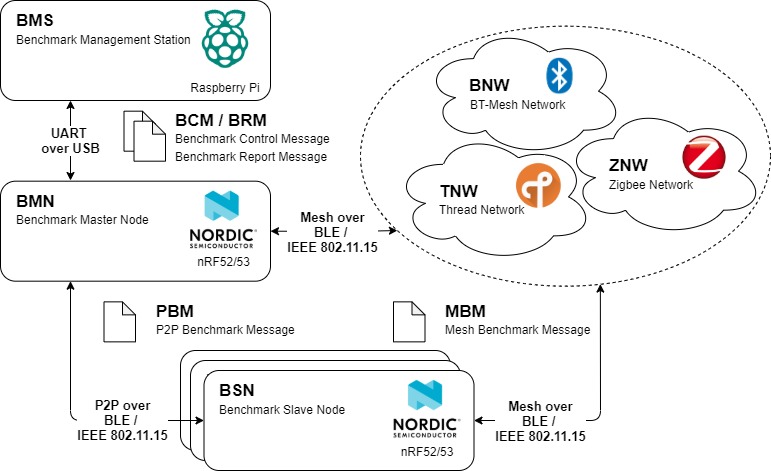 BMS
Benchmark Management Station
Raspberry Pi
UART
over USB
BCM / BRM
Benchmark Control Message
Benchmark Report Message
BNW
BT-Mesh Network
ZNW
Zigbee Network
TNW
Thread Network
BMN
Benchmark Master Node
NORDIC®
SEMICONDUCTOR
nRF52/53
Mesh over
BLE /
IEEE 802.11.15
PBM
P2P Benchmark Message
MBM
Mesh Benchmark Message
BSN
Benchmark Slave Node
NORDIC®
SEMICONDUCTOR
nRF52/53
P2P over
BLE /
IEEE 802.11.15
Mesh over
BLE /
IEEE 802.11.15